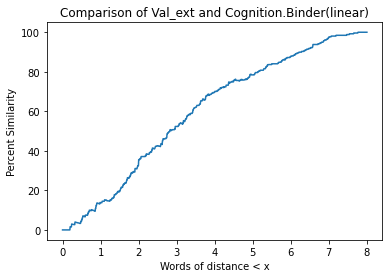 Comparison of Val_ext and Cognition.Binder(linear)
100
80
60
40
20
0
Percent Similarity
0 1 2 3 4 5 6 7 8
Words of distance < x